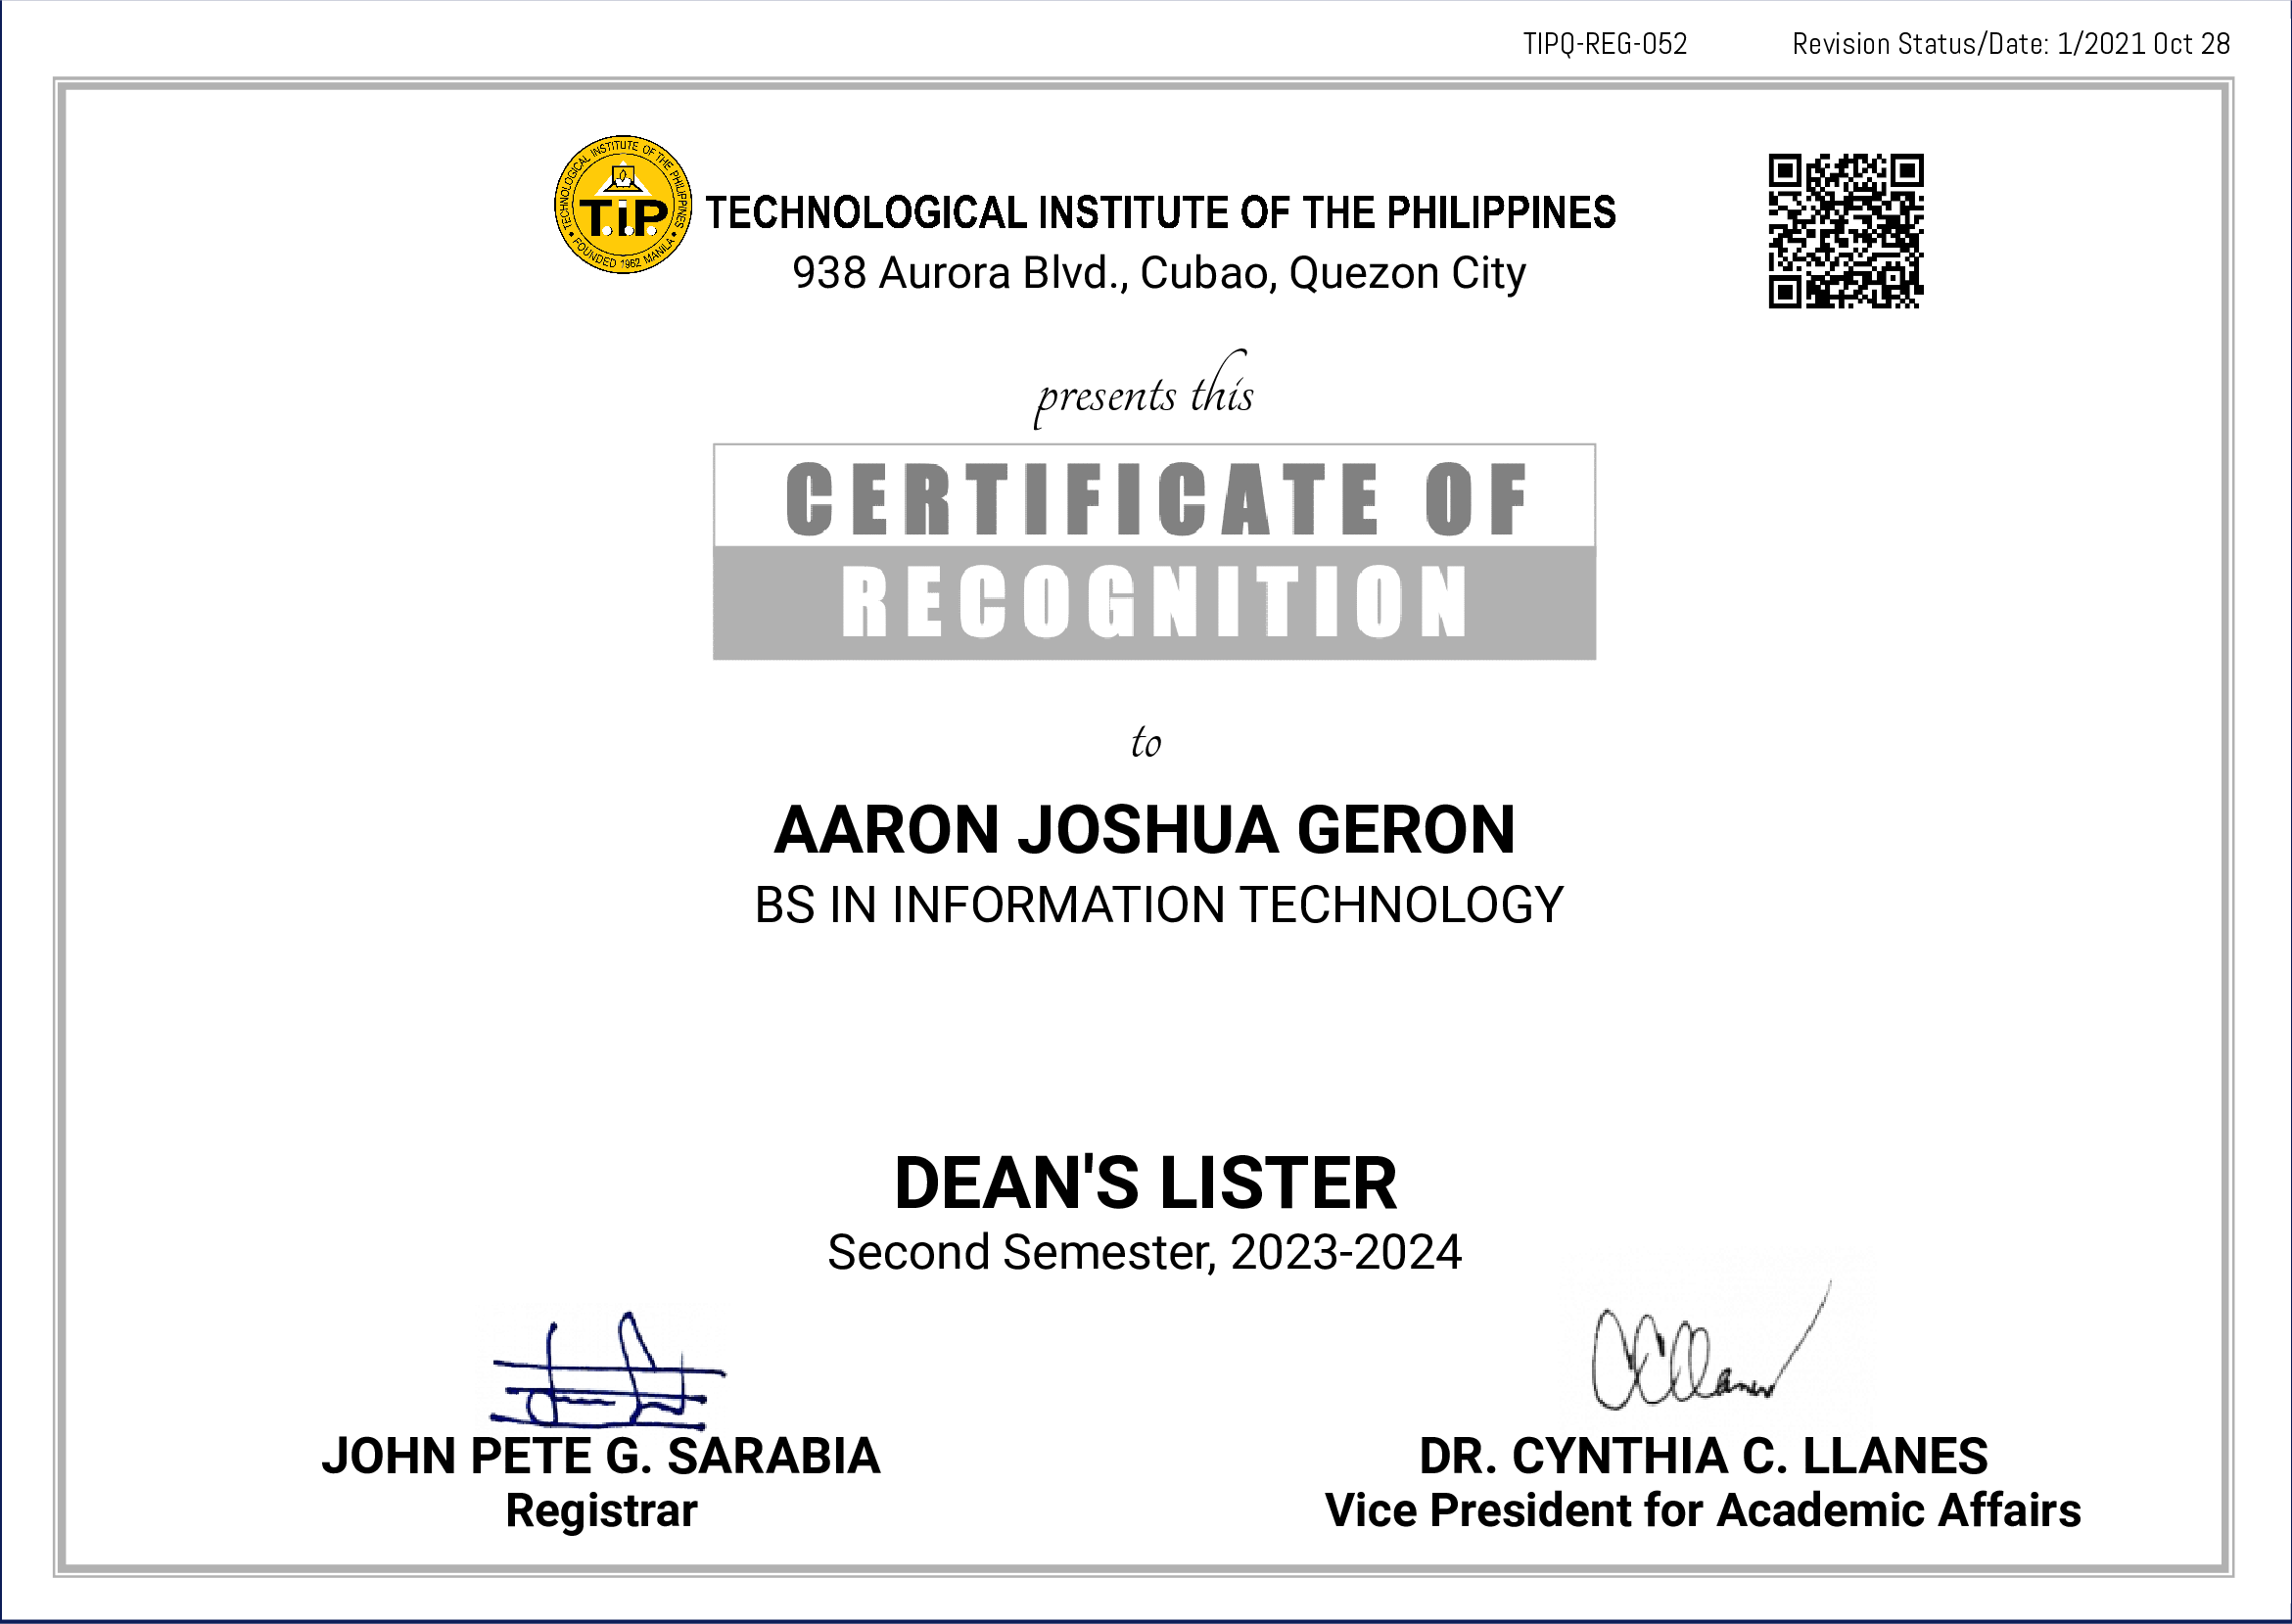 TIPQ-REG-052 Revision Status/Date: 1/2021 Oct 28
TECHNOLOGICAL INSTITUTE OF THE PHILIPPINES
T.i.P.
• FOUNDED 1962 MANILA •
TECHNOLOGICAL INSTITUTE OF THE PHILIPPINES
938 Aurora Blvd., Cubao, Quezon City
presents this
CERTIFICATE OF
RECOGNITION
to
AARON JOSHUA GERON
BS IN INFORMATION TECHNOLOGY
DEAN'S LISTER
Second Semester, 2023-2024
JOHN PETE G. SARABIA
Registrar
CCllanes
DR. CYNTHIA C. LLANES
Vice President for Academic Affairs